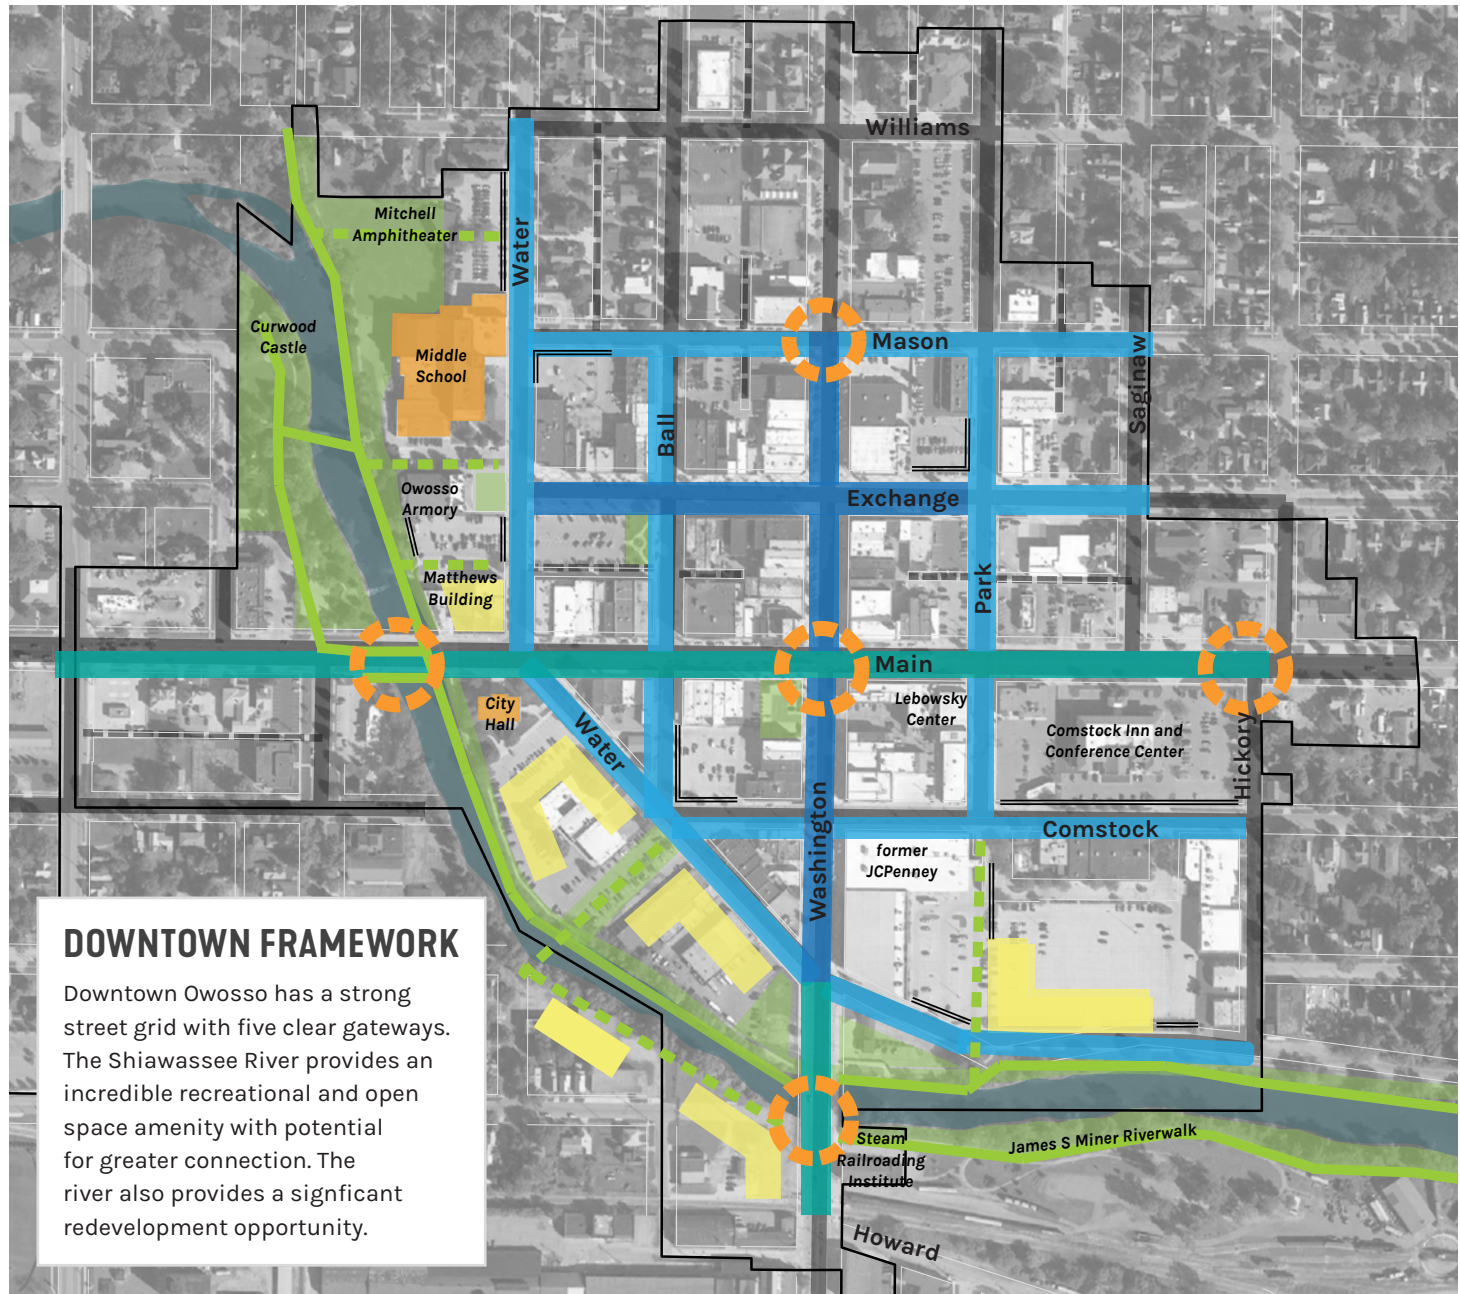 Williams
Mitchell
Amphitheater
Water
Curwood
Castle
Middle
School
Mason
Saginaw
Ball
Owosso
Armory
Exchange
Matthews
Building
Park
Main
City
Hall
Water
Lebowsky
Center
Comstock Inn and
Conference Center
Hickory
Washington
Comstock
former
JCPenney
DOWNTOWN FRAMEWORK
Downtown Owosso has a strong
street grid with five clear gateways.
The Shiawassee River provides an
incredible recreational and open
space amenity with potential
for greater connection. The
river also provides a signficant
redevelopment opportunity.
Steam
Railroading
Institute
James S Miner Riverwalk
Howard